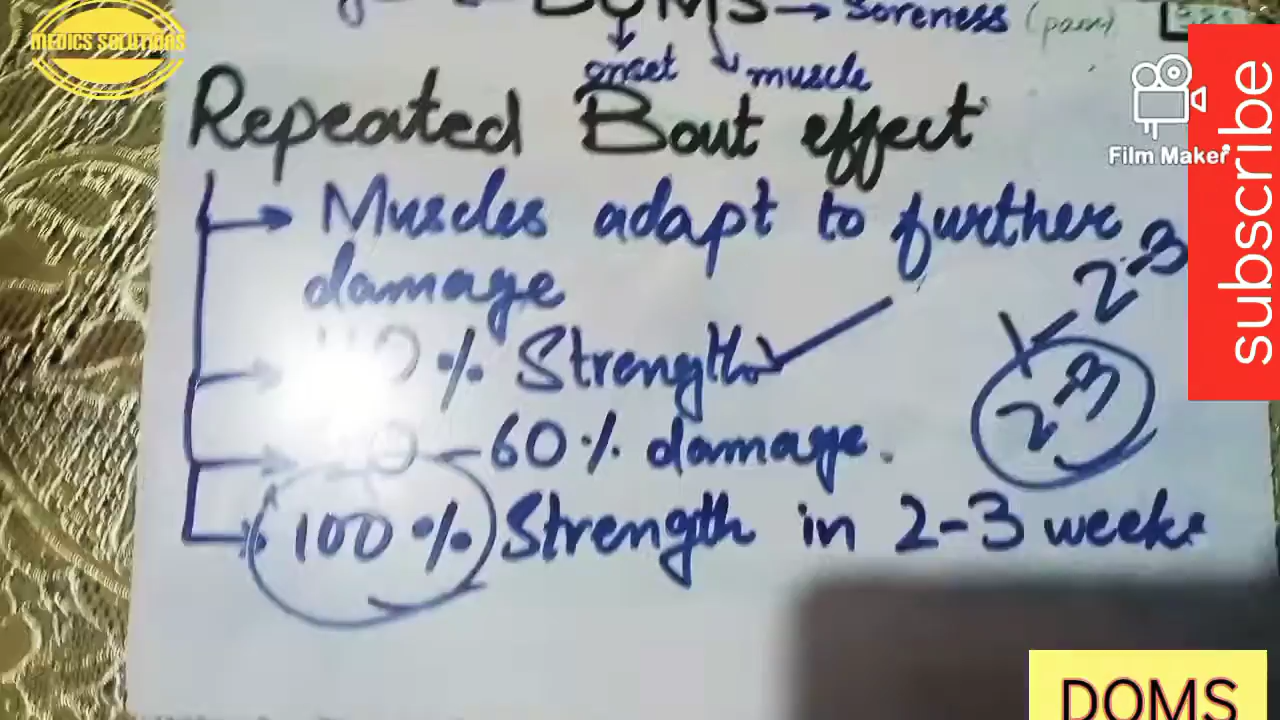 MEDICS SOLUTIONS
DOMS → Soreness (pain)
onset muscle
Repeated Bout effect
Film Maker
subscribe
Muscles adapt to further
damage
% Strength
2-3
2-3
60% damage.
100% Strength in 2-3 weeks
DOMS